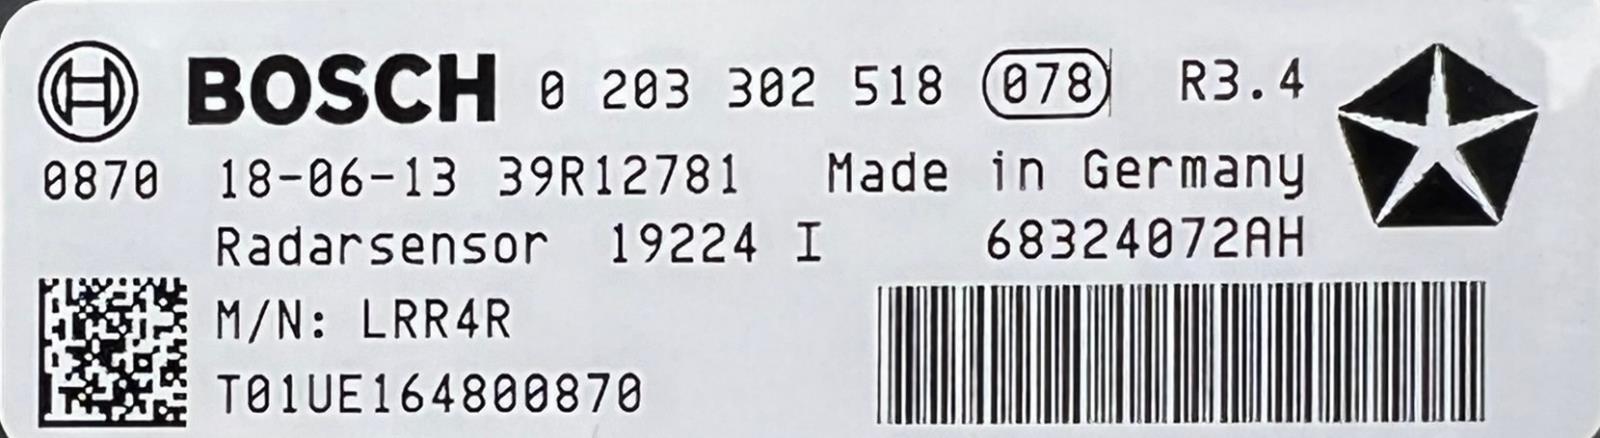 BOSCH 0 203 302 518 078 R3.4
0870 18-06-13 39R12781 Made in Germany
Radarsensor 19224 I 68324072AH
M/N: LRR4R
T01UE164800870